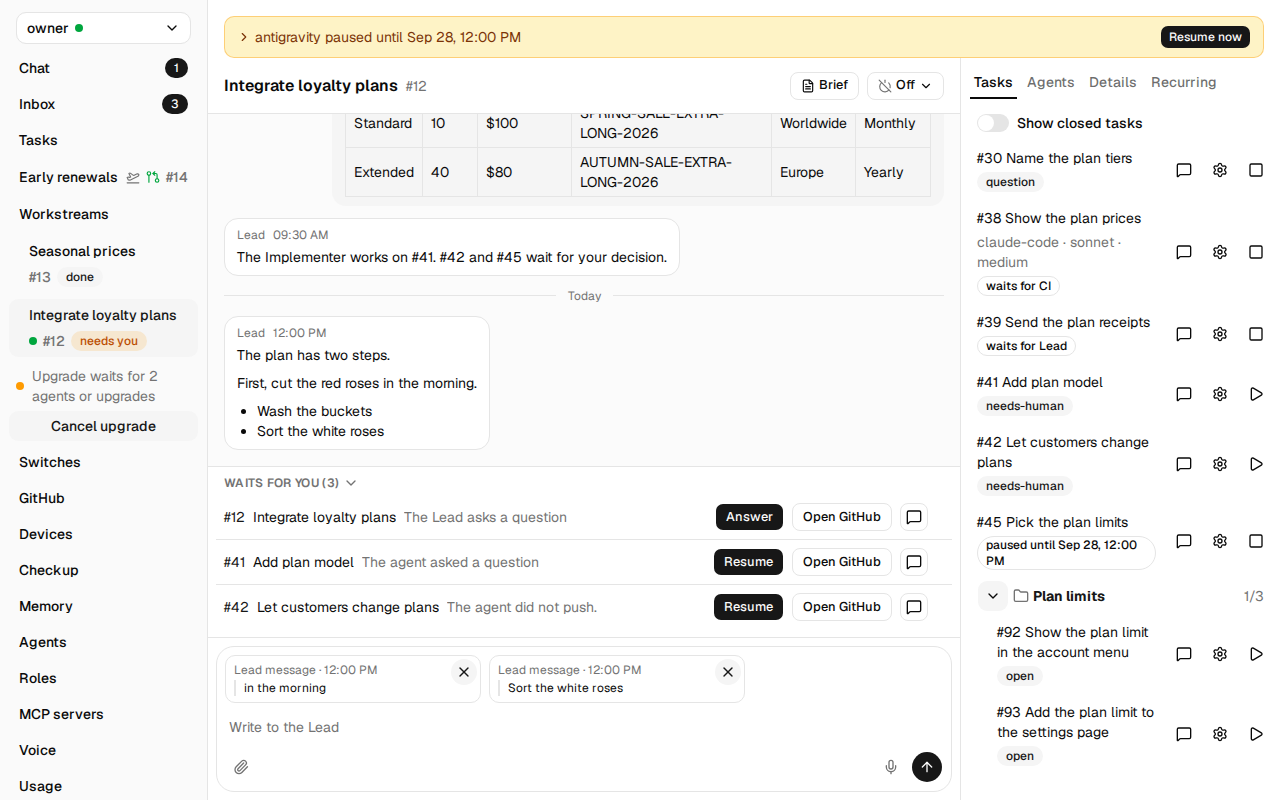 owner
Chat 1
Inbox 3
Tasks
Early renewals #14
Workstreams
Seasonal prices
#13 done
Integrate loyalty plans
#12 needs you
Upgrade waits for 2
agents or upgrades
Cancel upgrade
Switches
GitHub
Devices
Checkup
Memory
Agents
Roles
MCP servers
Voice
Usage
antigravity paused until Sep 28, 12:00 PM
Resume now
Integrate loyalty plans #12
Brief
Off
Standard 10 $100 SPRING-SALE-EXTRA-
LONG-2026 Worldwide Monthly
Extended 40 $80 AUTUMN-SALE-EXTRA-
LONG-2026 Europe Yearly
Lead 09:30 AM
The Implementer works on #41. #42 and #45 wait for your decision.
Today
Lead 12:00 PM
The plan has two steps.
First, cut the red roses in the morning.
• Wash the buckets
• Sort the white roses
WAITS FOR YOU (3)
#12 Integrate loyalty plans The Lead asks a question Answer Open GitHub
#41 Add plan model The agent asked a question Resume Open GitHub
#42 Let customers change plans The agent did not push. Resume Open GitHub
Lead message · 12:00 PM
in the morning
Lead message · 12:00 PM
Sort the white roses
Write to the Lead
Tasks Agents Details Recurring
Show closed tasks
#30 Name the plan tiers
question
#38 Show the plan prices
claude-code · sonnet ·
medium
waits for CI
#39 Send the plan receipts
waits for Lead
#41 Add plan model
needs-human
#42 Let customers change
plans
needs-human
#45 Pick the plan limits
paused until Sep 28, 12:00
PM
Plan limits 1/3
#92 Show the plan limit
in the account menu
open
#93 Add the plan limit to
the settings page
open